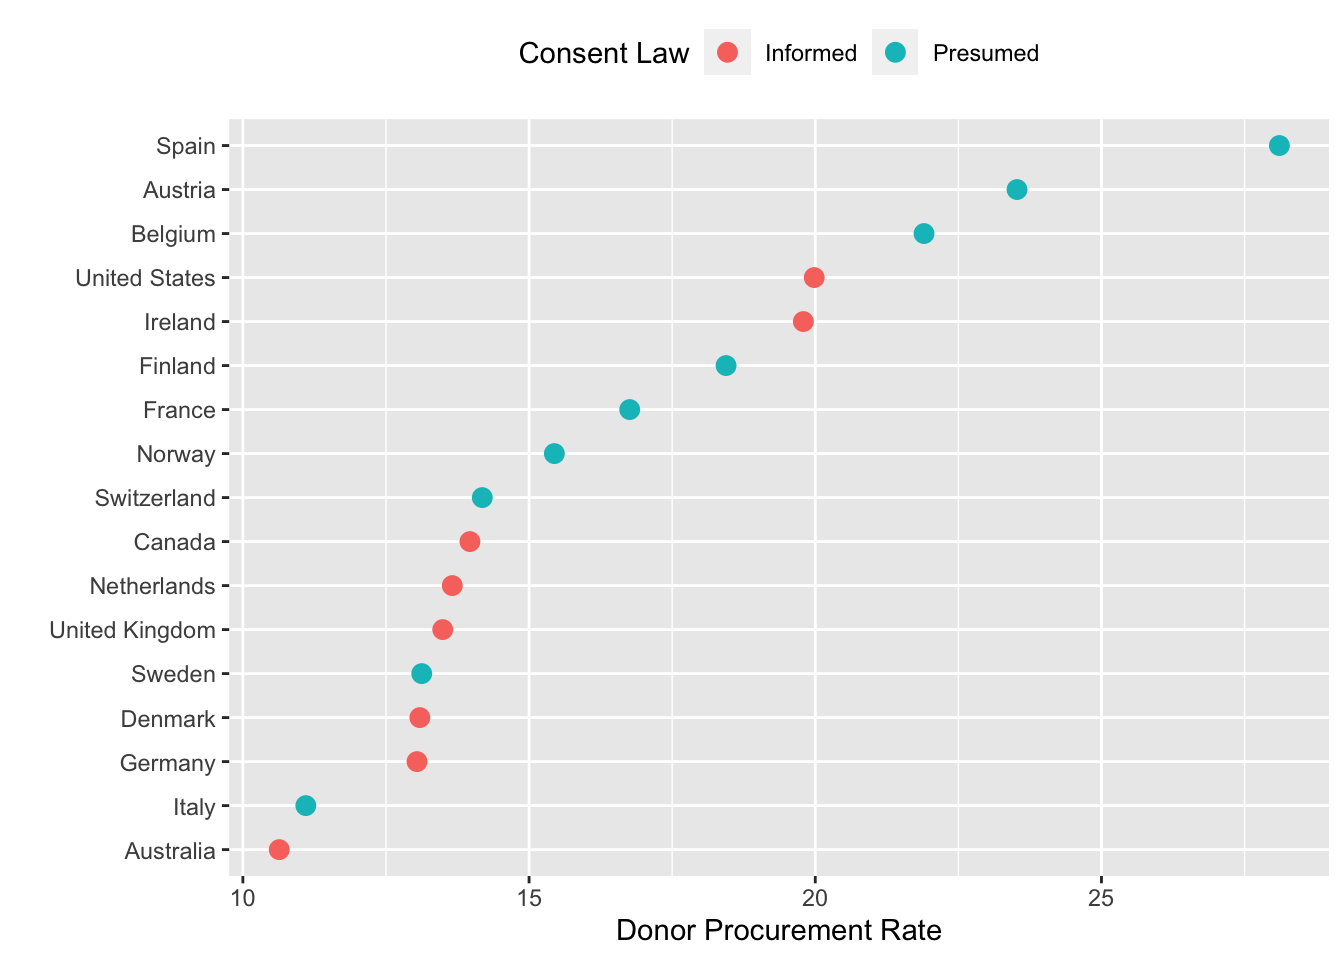 Consent Law Informed Presumed
Spain
Austria
Belgium
United States
Ireland
Finland
France
Norway
Switzerland
Canada
Netherlands
United Kingdom
Sweden
Denmark
Germany
Italy
Australia
10 15 20 25
Donor Procurement Rate